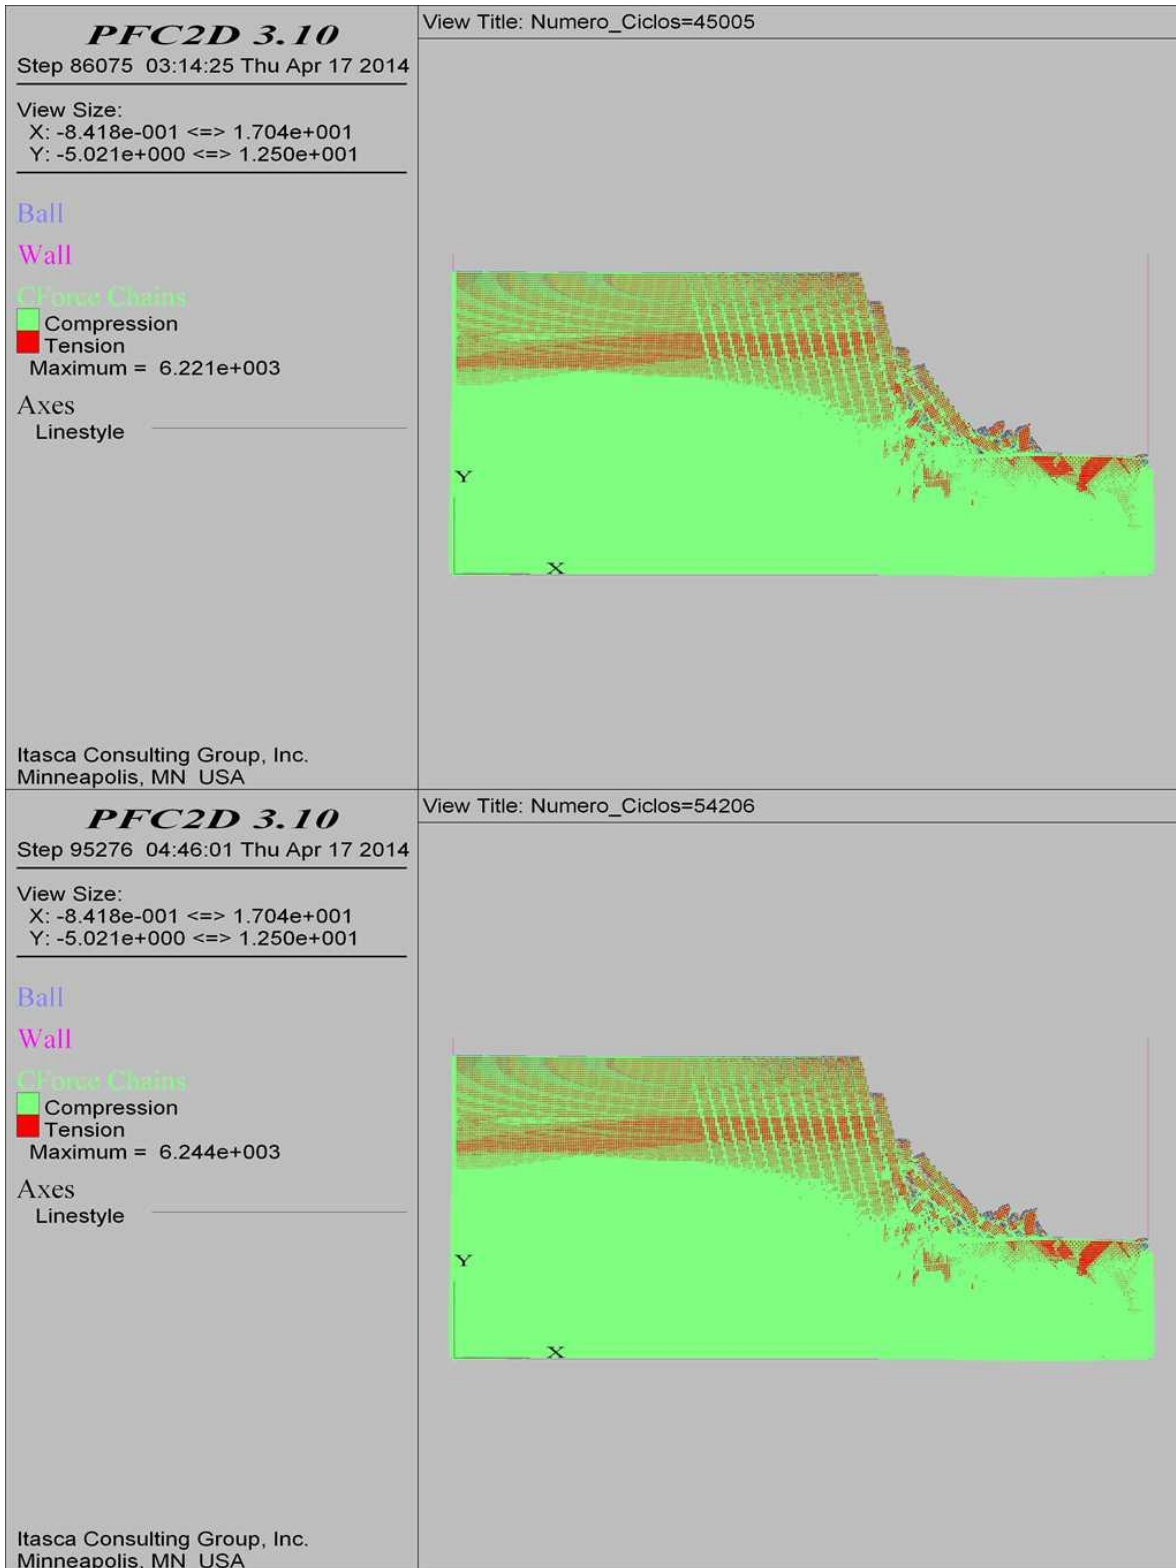 PFC2D 3.10
Step 86075 03:14:25 Thu Apr 17 2014
View Size:
X: -8.418e-001 <=> 1.704e+001
Y: -5.021e+000 <=> 1.250e+001
Ball
Wall
CForce Chains
Compression
Tension
Maximum = 6.221e+003
Axes
Linestyle
Itasca Consulting Group, Inc.
Minneapolis, MN USA
View Title: Numero_Ciclos=45005
Y
X
PFC2D 3.10
Step 95276 04:46:01 Thu Apr 17 2014
View Size:
X: -8.418e-001 <=> 1.704e+001
Y: -5.021e+000 <=> 1.250e+001
Ball
Wall
CForce Chains
Compression
Tension
Maximum = 6.244e+003
Axes
Linestyle
Itasca Consulting Group, Inc.
Minneapolis, MN USA
View Title: Numero_Ciclos=54206
Y
X